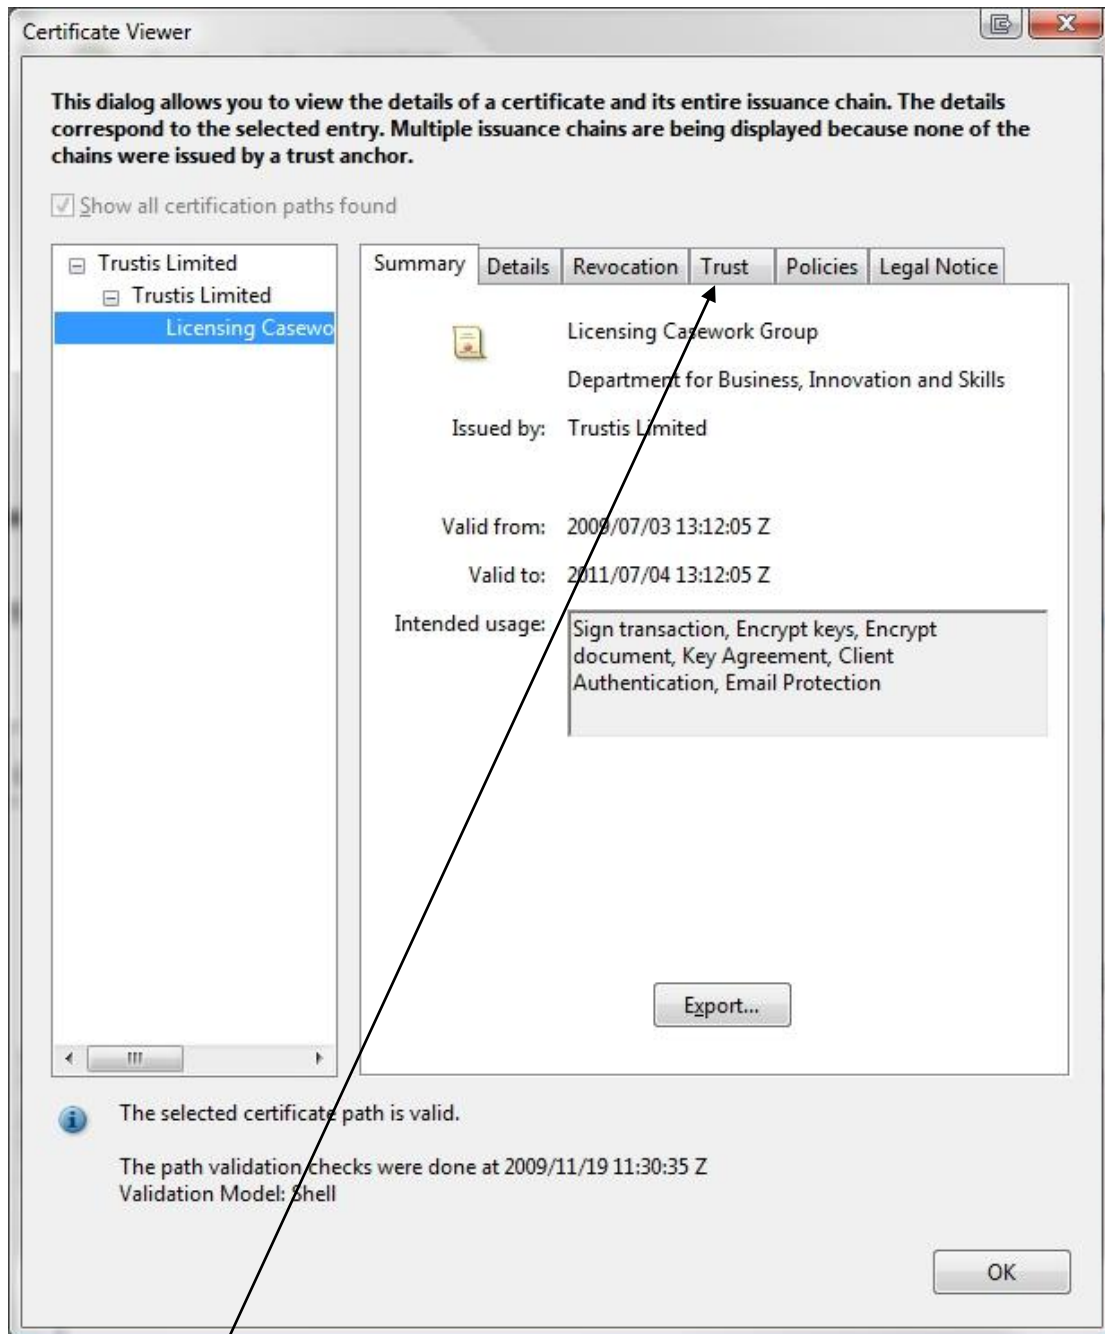 Certificate Viewer
This dialog allows you to view the details of a certificate and its entire issuance chain. The details
correspond to the selected entry. Multiple issuance chains are being displayed because none of the
chains were issued by a trust anchor.
Show all certification paths found
Trustis Limited
Trustis Limited
Licensing Casewo
Summary Details Revocation Trust Policies Legal Notice
Licensing Casework Group
Department for Business, Innovation and Skills
Issued by: Trustis Limited
Valid from: 2009/07/03 13:12:05 Z
Valid to: 2011/07/04 13:12:05 Z
Intended usage: Sign transaction, Encrypt keys, Encrypt
document, Key Agreement, Client
Authentication, Email Protection
Export...
The selected certificate path is valid.
The path validation checks were done at 2009/11/19 11:30:35 Z
Validation Model: Shell
OK